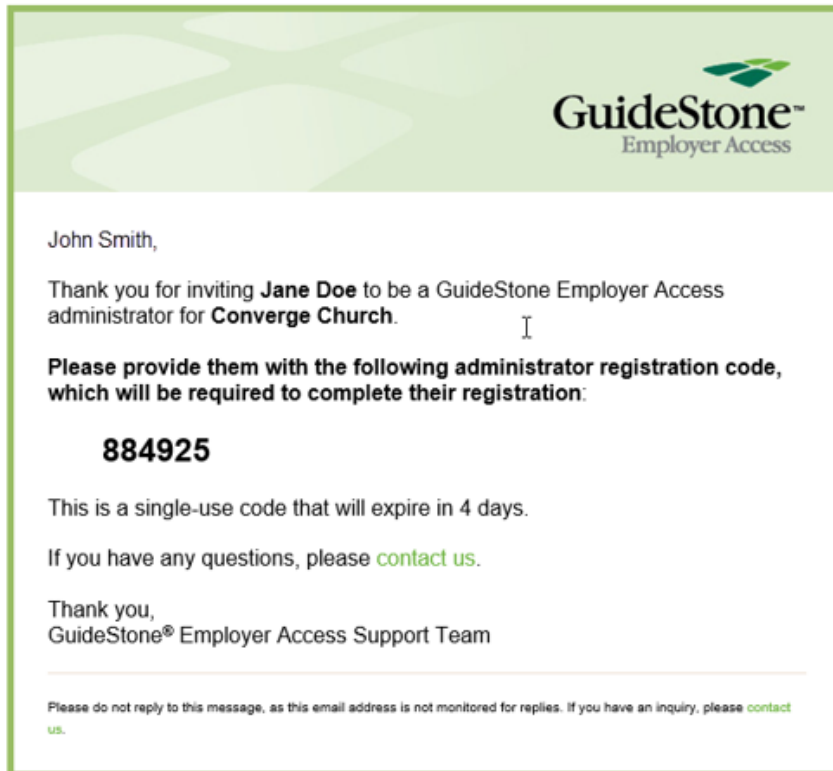 GuideStone™
Employer Access
John Smith,
Thank you for inviting Jane Doe to be a GuideStone Employer Access
administrator for Converge Church.
Please provide them with the following administrator registration code,
which will be required to complete their registration:
884925
This is a single-use code that will expire in 4 days.
If you have any questions, please contact us.
Thank you,
GuideStone® Employer Access Support Team
Please do not reply to this message, as this email address is not monitored for replies. If you have an inquiry, please contact
us.